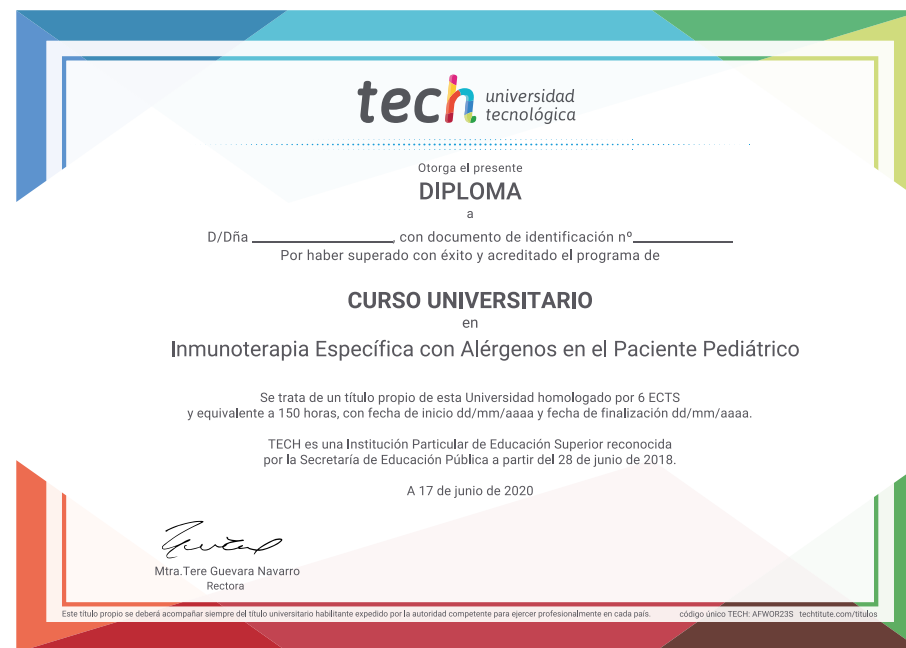 tech universidad
tecnológica
Otorga el presente
DIPLOMA
a
D/Dña ____________________, con documento de identificación nº______________
Por haber superado con éxito y acreditado el programa de
CURSO UNIVERSITARIO
en
Inmunoterapia Específica con Alérgenos en el Paciente Pediátrico
Se trata de un título propio de esta Universidad homologado por 6 ECTS
y equivalente a 150 horas, con fecha de inicio dd/mm/aaaa y fecha de finalización dd/mm/aaaa.
TECH es una Institución Particular de Educación Superior reconocida
por la Secretaría de Educación Pública a partir del 28 de junio de 2018.
A 17 de junio de 2020
Mtra.Tere Guevara Navarro
Rectora
Este título propio se deberá acompañar siempre del título universitario habilitante expedido por la autoridad competente para ejercer profesionalmente en cada país. código único TECH: AFWOR23S techtitute.com/titulos